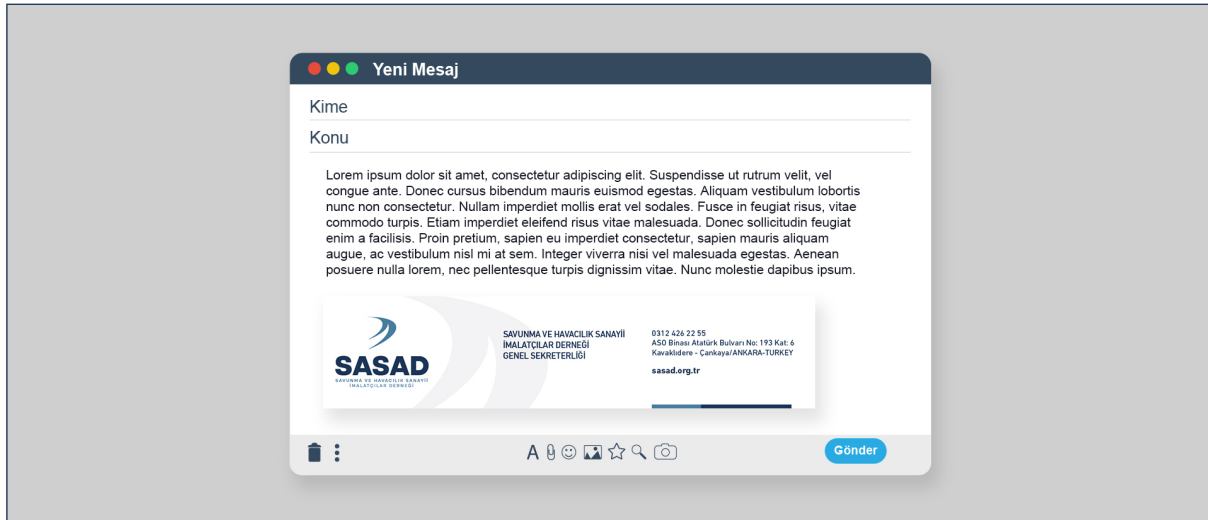 Yeni Mesaj
Kime
Konu
Lorem ipsum dolor sit amet, consectetur adipiscing elit. Suspendisse ut rutrum velit, vel
congue ante. Donec cursus bibendum mauris euismod egestas. Aliquam vestibulum lobortis
nunc non consectetur. Nullam imperdiet mollis erat vel sodales. Fusce in feugiat risus, vitae
commodo turpis. Etiam imperdiet eleifend risus vitae malesuada. Donec sollicitudin feugiat
enim a facilisis. Proin pretium, sapien eu imperdiet consectetur, sapien mauris aliquam
augue, ac vestibulum nisl mi at sem. Integer viverra nisi vel malesuada egestas. Aenean
posuere nulla lorem, nec pellentesque turpis dignissim vitae. Nunc molestie dapibus ipsum.
SASAD
SAVUNMA VE HAVACILIK SANAYİİ
İMALATÇILAR DERNEĞİ
SAVUNMA VE HAVACILIK SANAYİİ
İMALATÇILAR DERNEĞİ
GENEL SEKRETERLİĞİ
0312 426 22 55
ASO Binası Atatürk Bulvarı No: 193 Kat: 6
Kavaklıdere - Çankaya/ANKARA-TURKEY
sasad.org.tr
A
Gönder